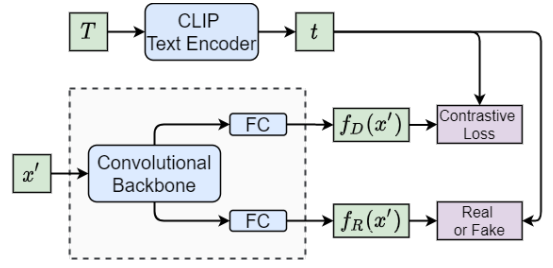 T
CLIP
Text Encoder
t
FC
f_D(x')
Contrastive
Loss
x'
Convolutional
Backbone
FC
f_R(x')
Real
or Fake